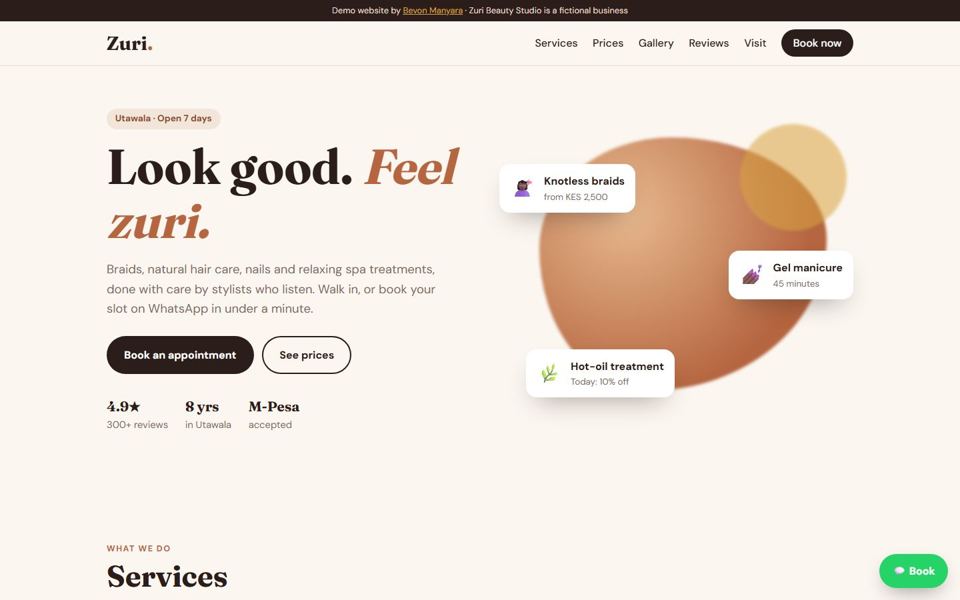 Demo website by Bevon Manyara · Zuri Beauty Studio is a fictional business
Zuri.
Services
Prices
Gallery
Reviews
Visit
Book now
Utawala · Open 7 days
Look good. Feel
zuri.
Braids, natural hair care, nails and relaxing spa treatments,
done with care by stylists who listen. Walk in, or book your
slot on WhatsApp in under a minute.
Book an appointment
See prices
4.9★
300+ reviews
8 yrs
in Utawala
M-Pesa
accepted
Knotless braids
from KES 2,500
Gel manicure
45 minutes
Hot-oil treatment
Today: 10% off
WHAT WE DO
Services
Book